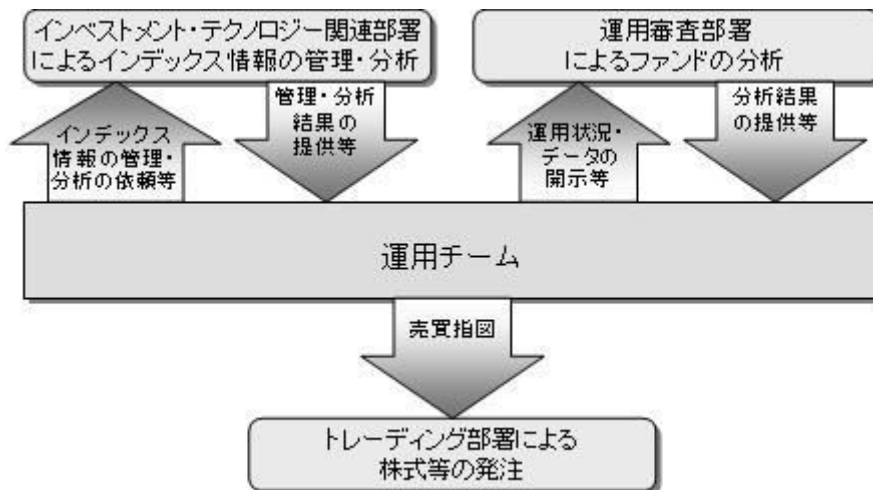 インベストメント・テクノロジー関連部署
によるインデックス情報の管理・分析
運用審査部署
によるファンドの分析
インデックス
情報の管理・
分析の依頼等
管理・分析
結果の
提供等
運用状況・
データの
開示等
分析結果
の提供等
運用チーム
売買指図
トレーディング部署による
株式等の発注